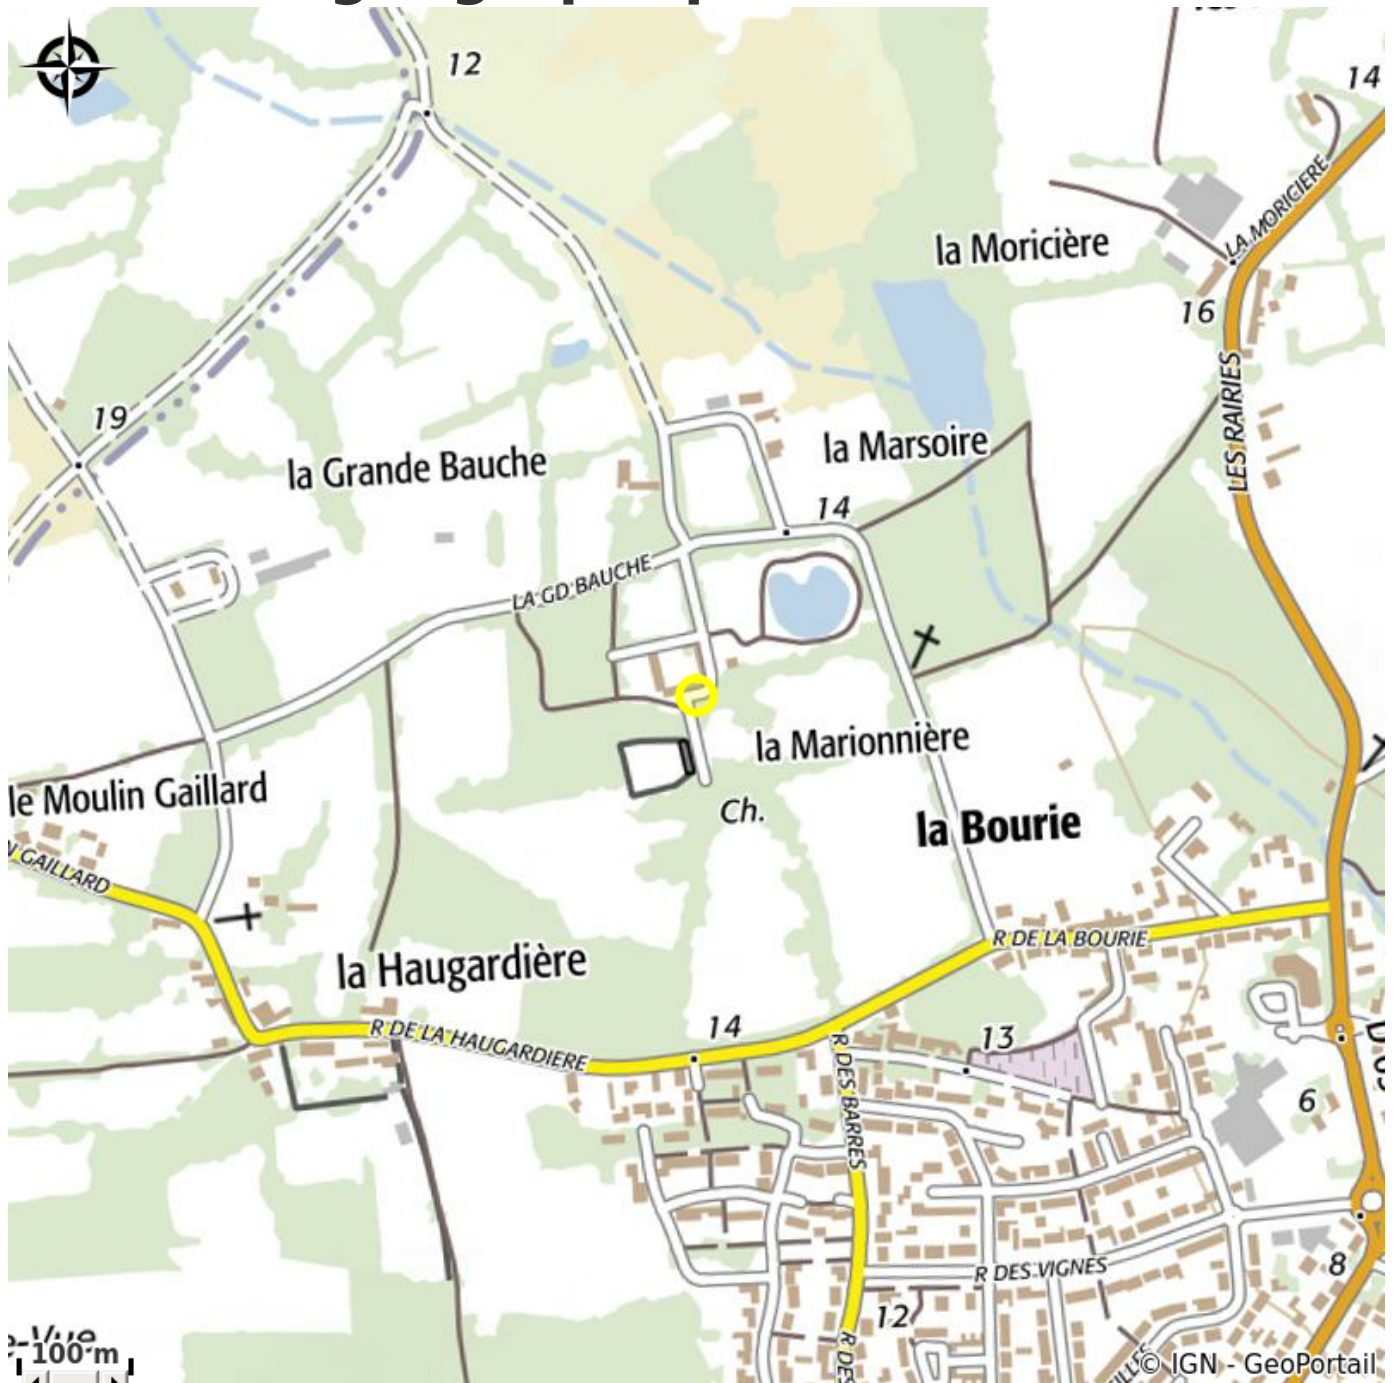 12
14
la Moricière
LA MORICIERE
16
LES RAIRIES
19
la Grande Bauche
la Marsoire
14
LA GD BAUCHE
la Marionnière
le Moulin Gaillard
Ch.
la Bourie
GAILLARD
R DE LA BOURIE
la Haugardière
14
R DE LA HAUGARDIERE
13
R DES BARRES
6
R DES VIGNES
8
12
R DES
e-Vue
100 m
© IGN - GeoPortail